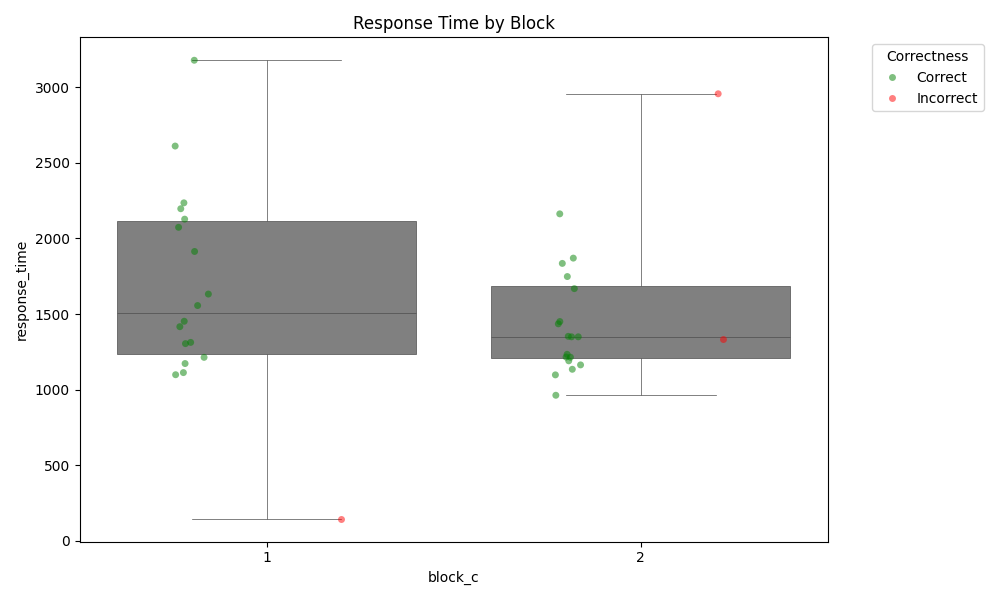 Response Time by Block
Correctness
Correct
Incorrect
response_time
3000
2500
2000
1500
1000
500
0
1
2
block_c